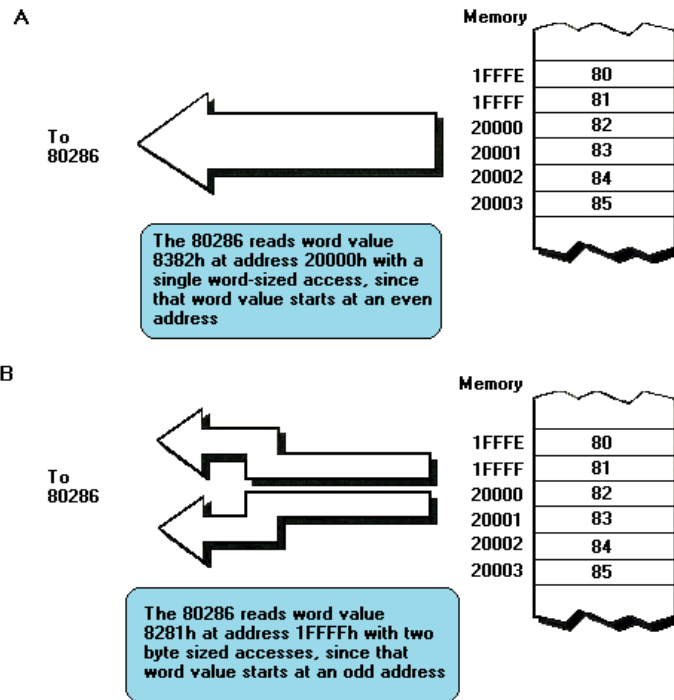 A
Memory
1FFFE 80
1FFFF 81
20000 82
20001 83
20002 84
20003 85
To
80286
The 80286 reads word value
8382h at address 20000h with a
single word-sized access, since
that word value starts at an even
address
B
Memory
1FFFE 80
1FFFF 81
20000 82
20001 83
20002 84
20003 85
To
80286
The 80286 reads word value
8281h at address 1FFFFh with two
byte sized accesses, since that
word value starts at an odd address